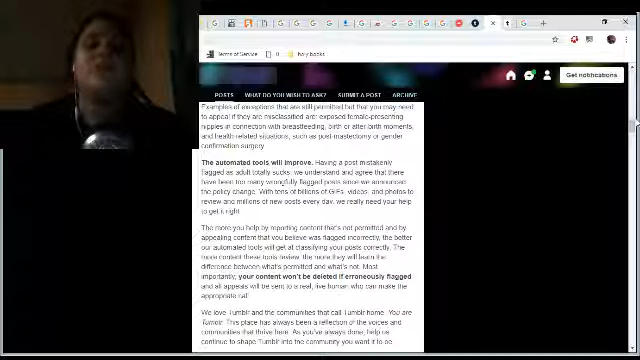 Terms of Service
0
holy books
Get notifications
POSTS WHAT DO YOU WISH TO ASK? SUBMIT A POST ARCHIVE
Examples of exceptions that are still permitted but that you may need
to appeal if they are misclassified are: exposed female-presenting
nipples in connection with breastfeeding, birth or after-birth moments,
and health-related situations, such as post-mastectomy or gender
confirmation surgery.
The automated tools will improve. Having a post mistakenly
flagged as adult totally sucks; we understand and agree that there
have been too many wrongfully flagged posts since we announced
the policy change. With tens of billions of GIFs, videos, and photos to
review and millions of new posts every day, we really need your help
to get it right
The more you help by reporting content that's not permitted and by
appealing content that you believe was flagged incorrectly, the better
our automated tools will get at classifying your posts correctly. The
more content these tools review, the more they will learn the
difference between what's permitted and what's not. Most
importantly, your content won't be deleted if erroneously flagged
and all appeals will be sent to a real, live human who can make the
appropriate call
We love Tumblr and the communities that call Tumblr home. You are
Tumblr. This place has always been a reflection of the voices and
communities that thrive here. As you've always done, help us
continue to shape Tumblr into the community you want it to be